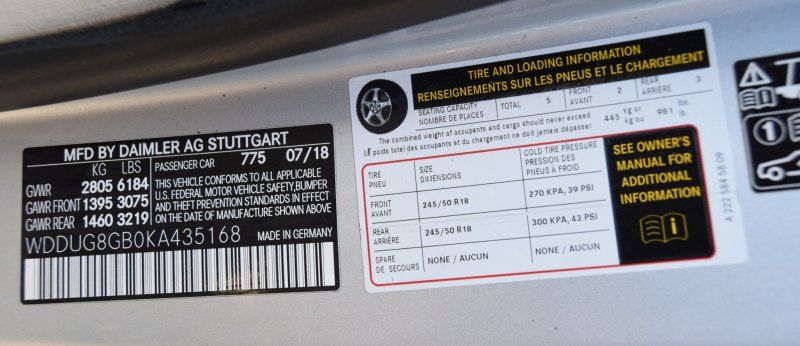 MFD BY DAIMLER AG STUTTGART
KG LBS PASSENGER CAR 775 07/18
GVWR 2805 6184
GAWR FRONT 1395 3075
GAWR REAR 1460 3219
THIS VEHICLE CONFORMS TO ALL APPLICABLE
U.S. FEDERAL MOTOR VEHICLE SAFETY,BUMPER
AND THEFT PREVENTION STANDARDS IN EFFECT
ON THE DATE OF MANUFACTURE SHOWN ABOVE
WDDUG8GB0KA435168 MADE IN GERMANY
TIRE AND LOADING INFORMATION
RENSEIGNEMENTS SUR LES PNEUS ET LE CHARGEMENT
SEATING CAPACITY
NOMBRE DE PLACES
TOTAL 5
FRONT
AVANT
2
REAR
ARRIÈRE
3
The combined weight of occupants and cargo should never exceed
Le poids total des occupants et du chargement ne doit jamais dépasser
445 kg or
kg ou
981 lbs.
lb.
TIRE
PNEU
SIZE
DIMENSIONS
COLD TIRE PRESSURE
PRESSION DES
PNEUS À FROID
FRONT
AVANT
245/50 R18
270 KPA, 39 PSI
REAR
ARRIÈRE
245/50 R18
300 KPA, 43 PSI
SPARE
DE SECOURS
NONE / AUCUN
NONE / AUCUN
SEE OWNER'S
MANUAL FOR
ADDITIONAL
INFORMATION
A 222 584 58 09
1